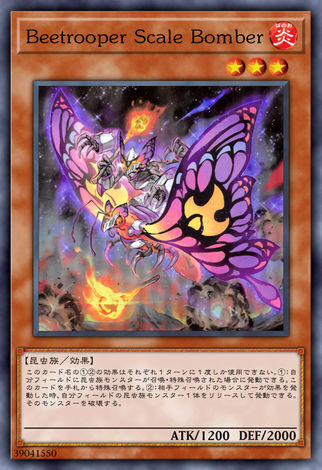 Beetrooper Scale Bomber
ほのお
炎
【昆虫族／効果】
このカード名の①②の効果はそれぞれ１ターンに１度しか使用できない。①:自
分フィールドに昆虫族モンスターが召喚・特殊召喚された場合に発動できる。こ
のカードを手札から特殊召喚する。②:相手フィールドのモンスターが効果を発
動した時、自分フィールドの昆虫族モンスター１体をリリースして発動できる。
そのモンスターを破壊する。
ATK/1200 DEF/2000
39041550